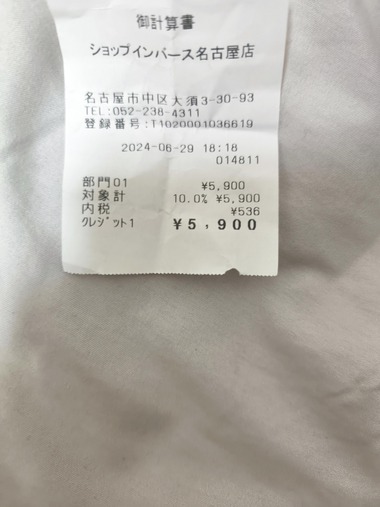 御計算書
ショップインバース名古屋店
名古屋市中区大須3-30-93
TEL:052-238-4311
登録番号:T1020001036619
2024-06-29 18:18
014811
部門01 ¥5,900
対象計 10.0% ¥5,900
内税 ¥536
クレジット1 ¥5,900